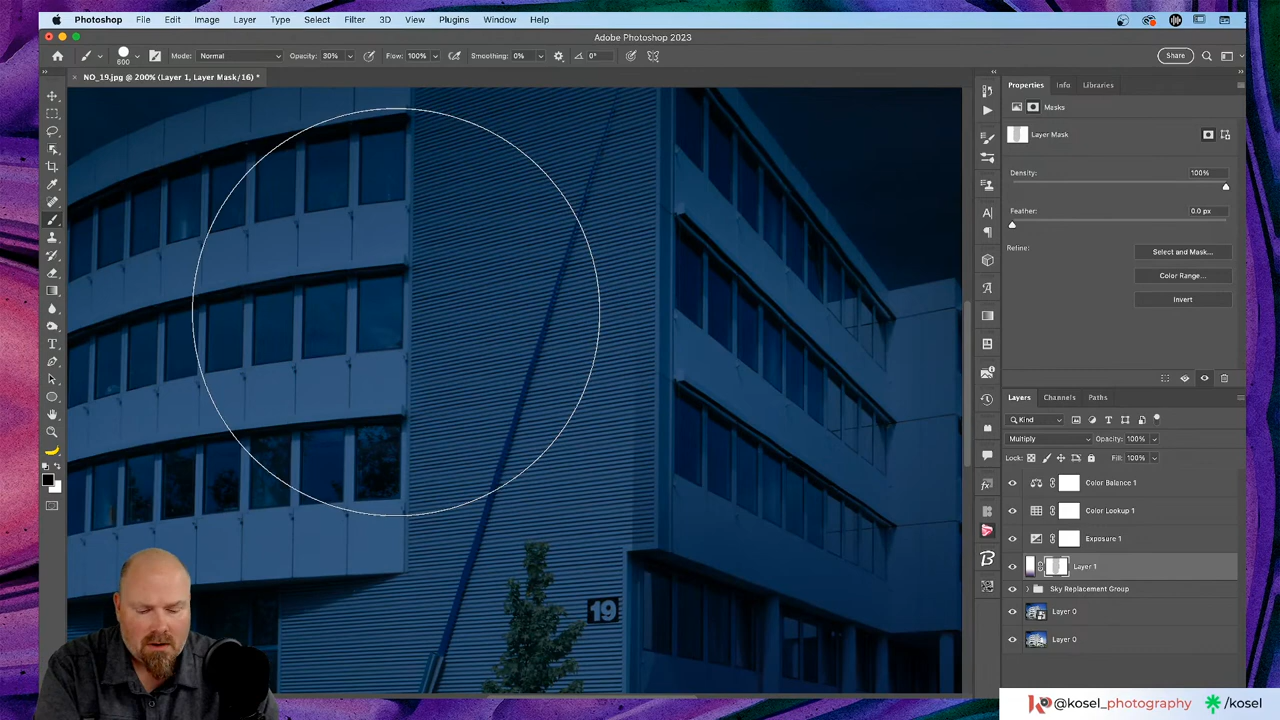 Photoshop File Edit Image Layer Type Select Filter 3D View Plugins Window Help
Adobe Photoshop 2023
600 Mode: Normal Opacity: 30% Flow: 100% Smoothing: 0% 0° Share
NO_19.jpg @ 200% (Layer 1, Layer Mask/16) *
Properties Info Libraries
Masks
Layer Mask
Density: 100%
Feather: 0.0 px
Refine: Select and Mask...
Color Range...
Invert
Layers Channels Paths
Kind
Multiply Opacity: 100%
Lock: Fill: 100%
Color Balance 1
Color Lookup 1
Exposure 1
Layer 1
Sky Replacement Group
Layer 0
Layer 0
19
@kosel_photography /kosel